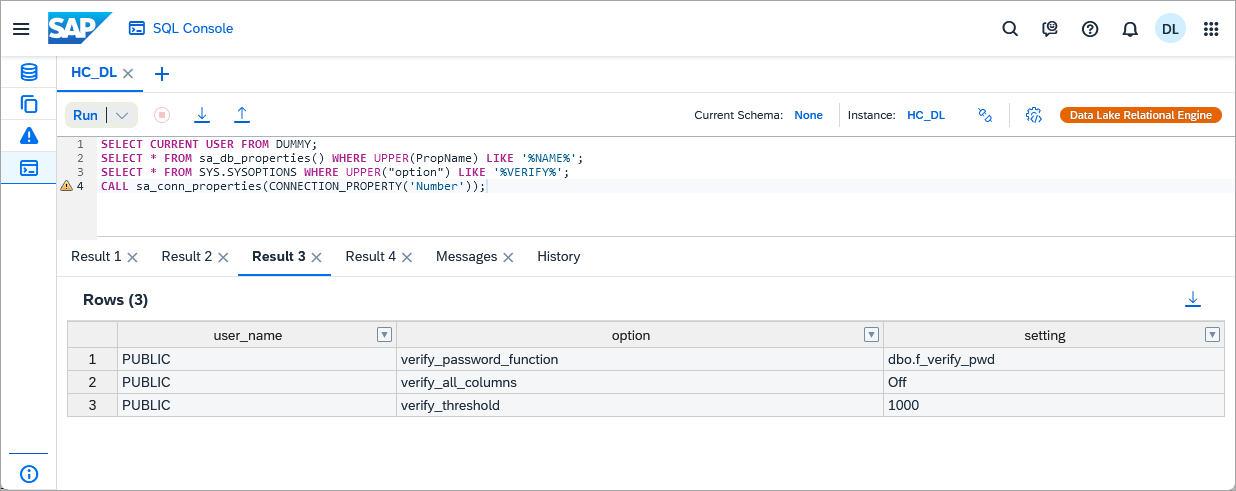 SAP SQL Console DL
HC_DL
Run Current Schema: None Instance: HC_DL Data Lake Relational Engine
1 SELECT CURRENT USER FROM DUMMY;
2 SELECT * FROM sa_db_properties() WHERE UPPER(PropName) LIKE '%NAME%';
3 SELECT * FROM SYS.SYSOPTIONS WHERE UPPER("option") LIKE '%VERIFY%';
4 CALL sa_conn_properties(CONNECTION_PROPERTY('Number'));
Result 1 Result 2 Result 3 Result 4 Messages History
Rows (3)
user_name option setting
1 PUBLIC verify_password_function dbo.f_verify_pwd
2 PUBLIC verify_all_columns Off
3 PUBLIC verify_threshold 1000